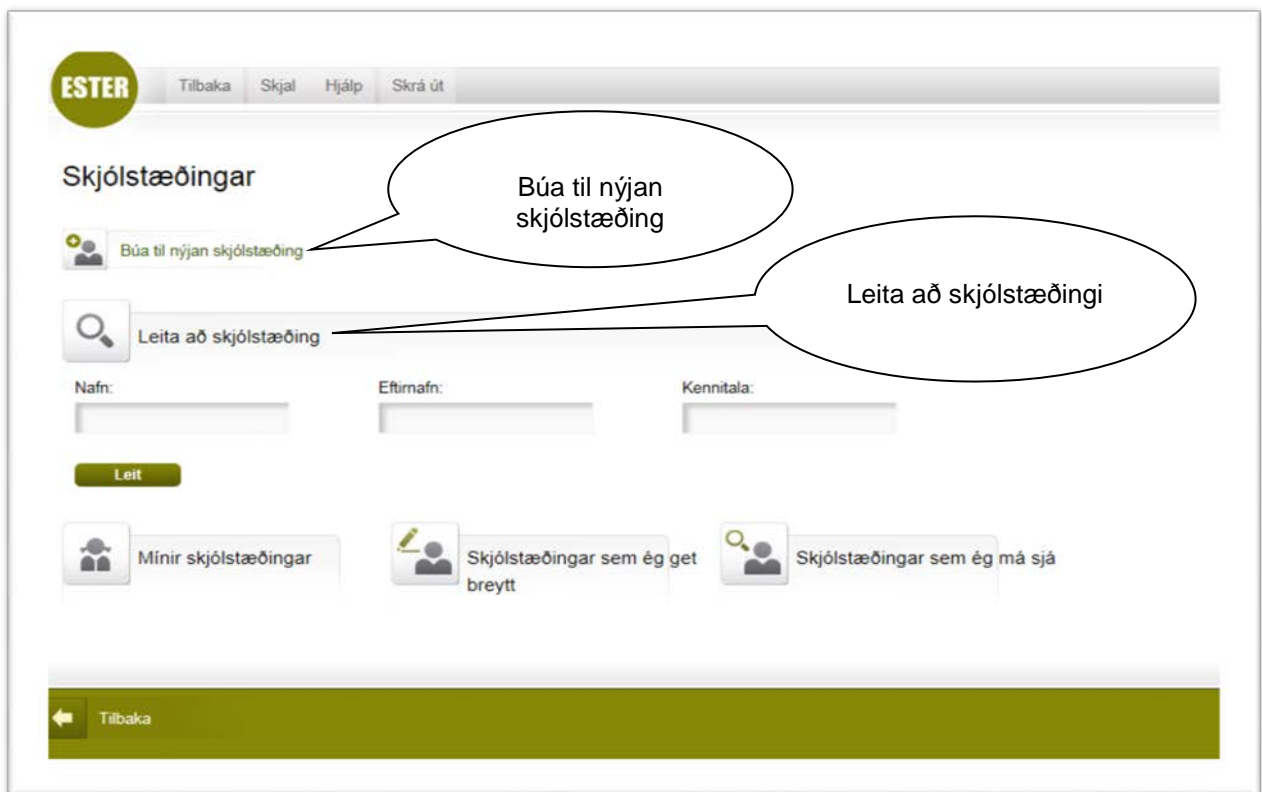 ESTER
Tilbaka Skjal Hjálp Skrá út
Skjólstæðingar
Búa til nýjan
skjólstæðing
Búa til nýjan skjólstæðing
Leita að skjólstæðingi
Leita að skjólstæðing
Nafn: Eftirnafn: Kennitala:
Leit
Mínir skjólstæðingar
Skjólstæðingar sem ég get
breytt
Skjólstæðingar sem ég má sjá
Tilbaka